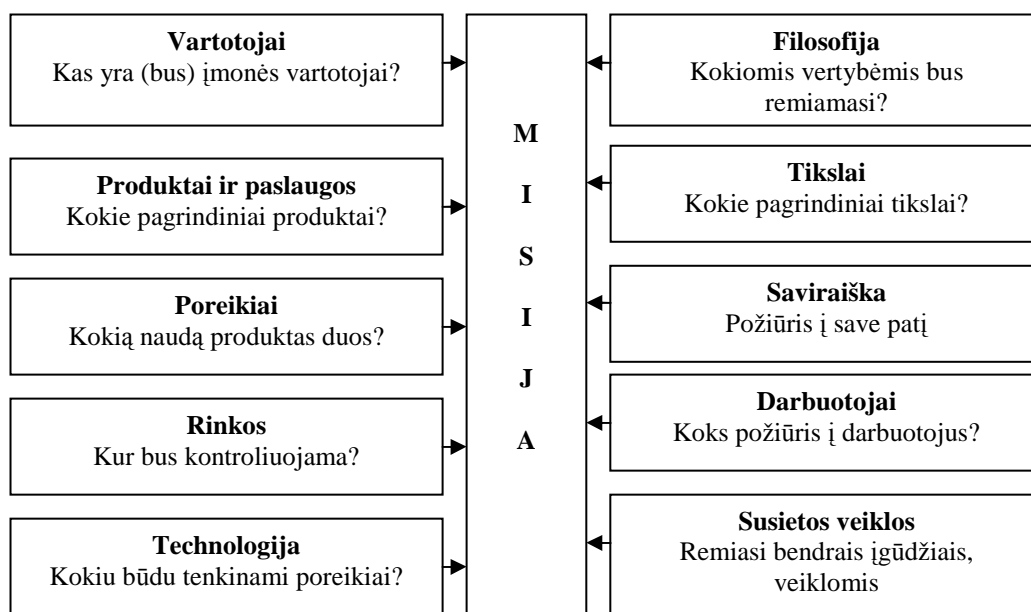 Vartotojai
Kas yra (bus) įmonės vartotojai?
Produktai ir paslaugos
Kokie pagrindiniai produktai?
Poreikiai
Kokią naudą produktas duos?
Rinkos
Kur bus kontroliuojama?
Technologija
Kokiu būdu tenkinami poreikiai?
M
I
S
I
J
A
Filosofija
Kokiomis vertybėmis bus
remiamasi?
Tikslai
Kokie pagrindiniai tikslai?
Saviraiška
Požiūris į save patį
Darbuotojai
Koks požiūris į darbuotojus?
Susietos veiklos
Remiasi bendrais įgūdžiais,
veiklomis